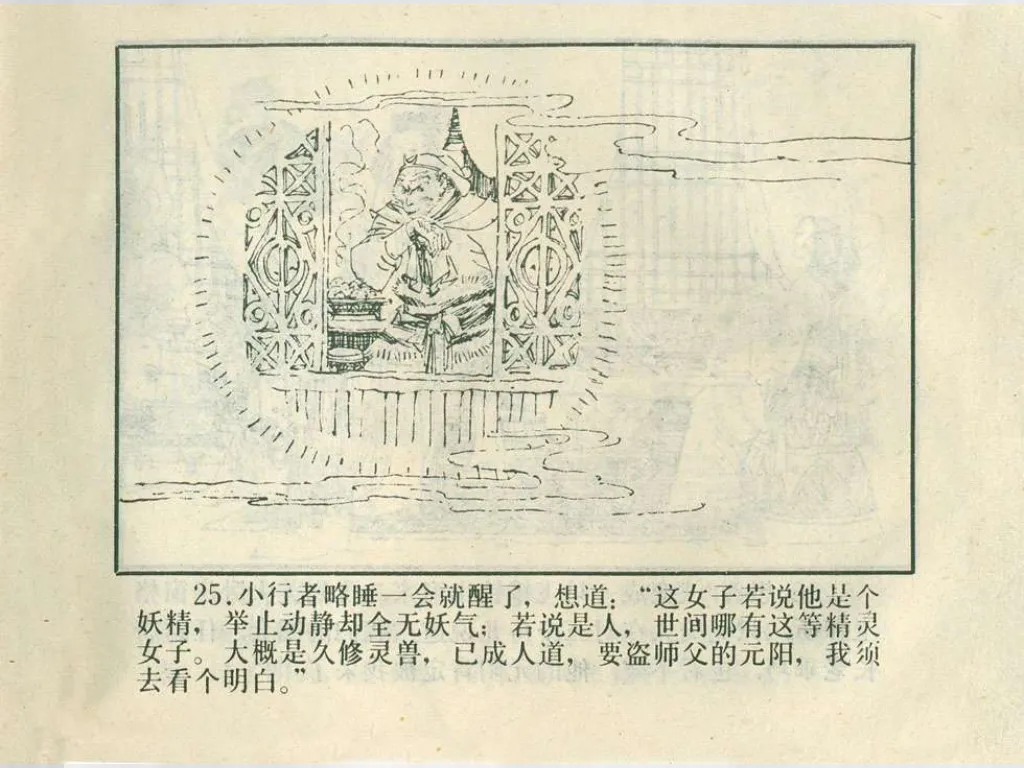 25.小行者略睡一会就醒了，想道：“这女子若说他是个
妖精，举止动静却全无妖气；若说是人，世间哪有这等精灵
女子。大概是久修灵兽，已成人道，要盗师父的元阳，我须
去看个明白。”